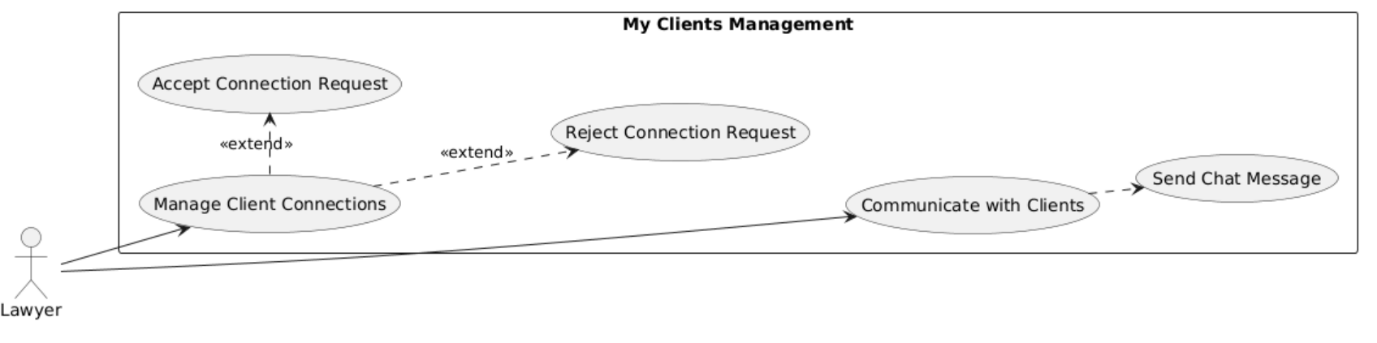 My Clients Management
Accept Connection Request
Reject Connection Request
«extend»
«extend»
Send Chat Message
Manage Client Connections
Communicate with Clients
Lawyer